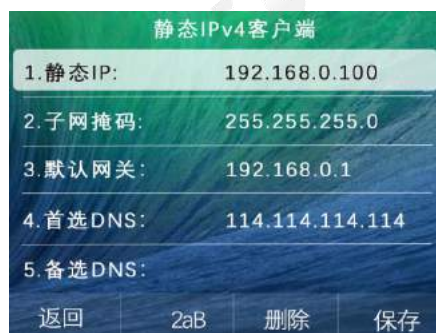 静态IPv4客户端
1.静态IP: 192.168.0.100
2.子网掩码: 255.255.255.0
3.默认网关: 192.168.0.1
4.首选DNS: 114.114.114.114
5.备选DNS:
返回 2aB 删除 保存